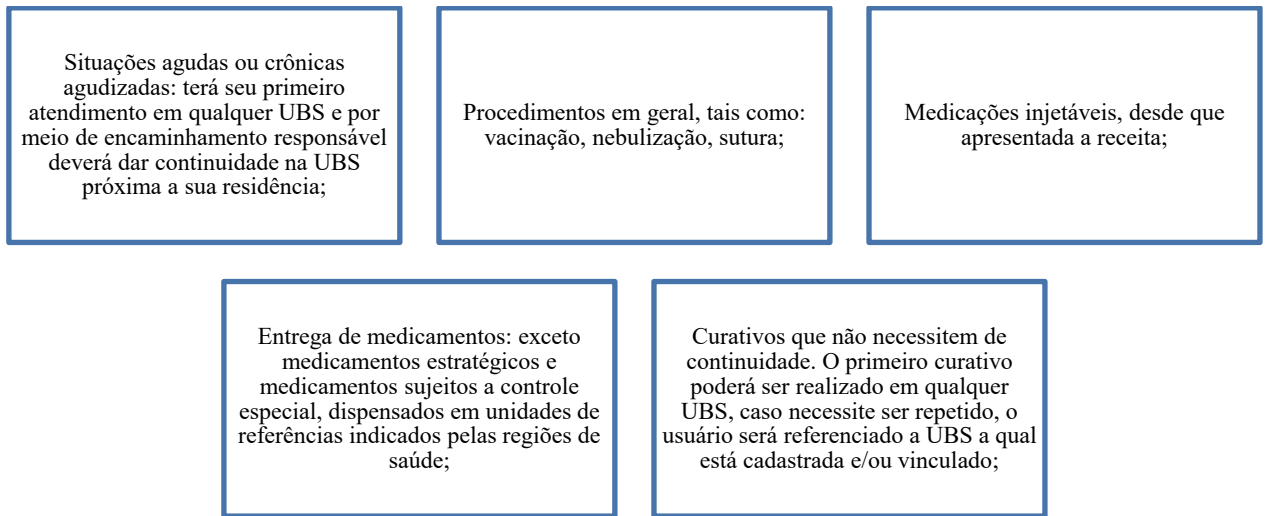 Situações agudas ou crônicas
agudizadas: terá seu primeiro
atendimento em qualquer UBS e por
meio de encaminhamento responsável
deverá dar continuidade na UBS
próxima a sua residência;
Procedimentos em geral, tais como:
vacinação, nebulização, sutura;
Medicações injetáveis, desde que
apresentada a receita;
Entrega de medicamentos: exceto
medicamentos estratégicos e
medicamentos sujeitos a controle
especial, dispensados em unidades de
referências indicados pelas regiões de
saúde;
Curativos que não necessitem de
continuidade. O primeiro curativo
poderá ser realizado em qualquer
UBS, caso necessite ser repetido, o
usuário será referenciado a UBS a qual
está cadastrada e/ou vinculado;